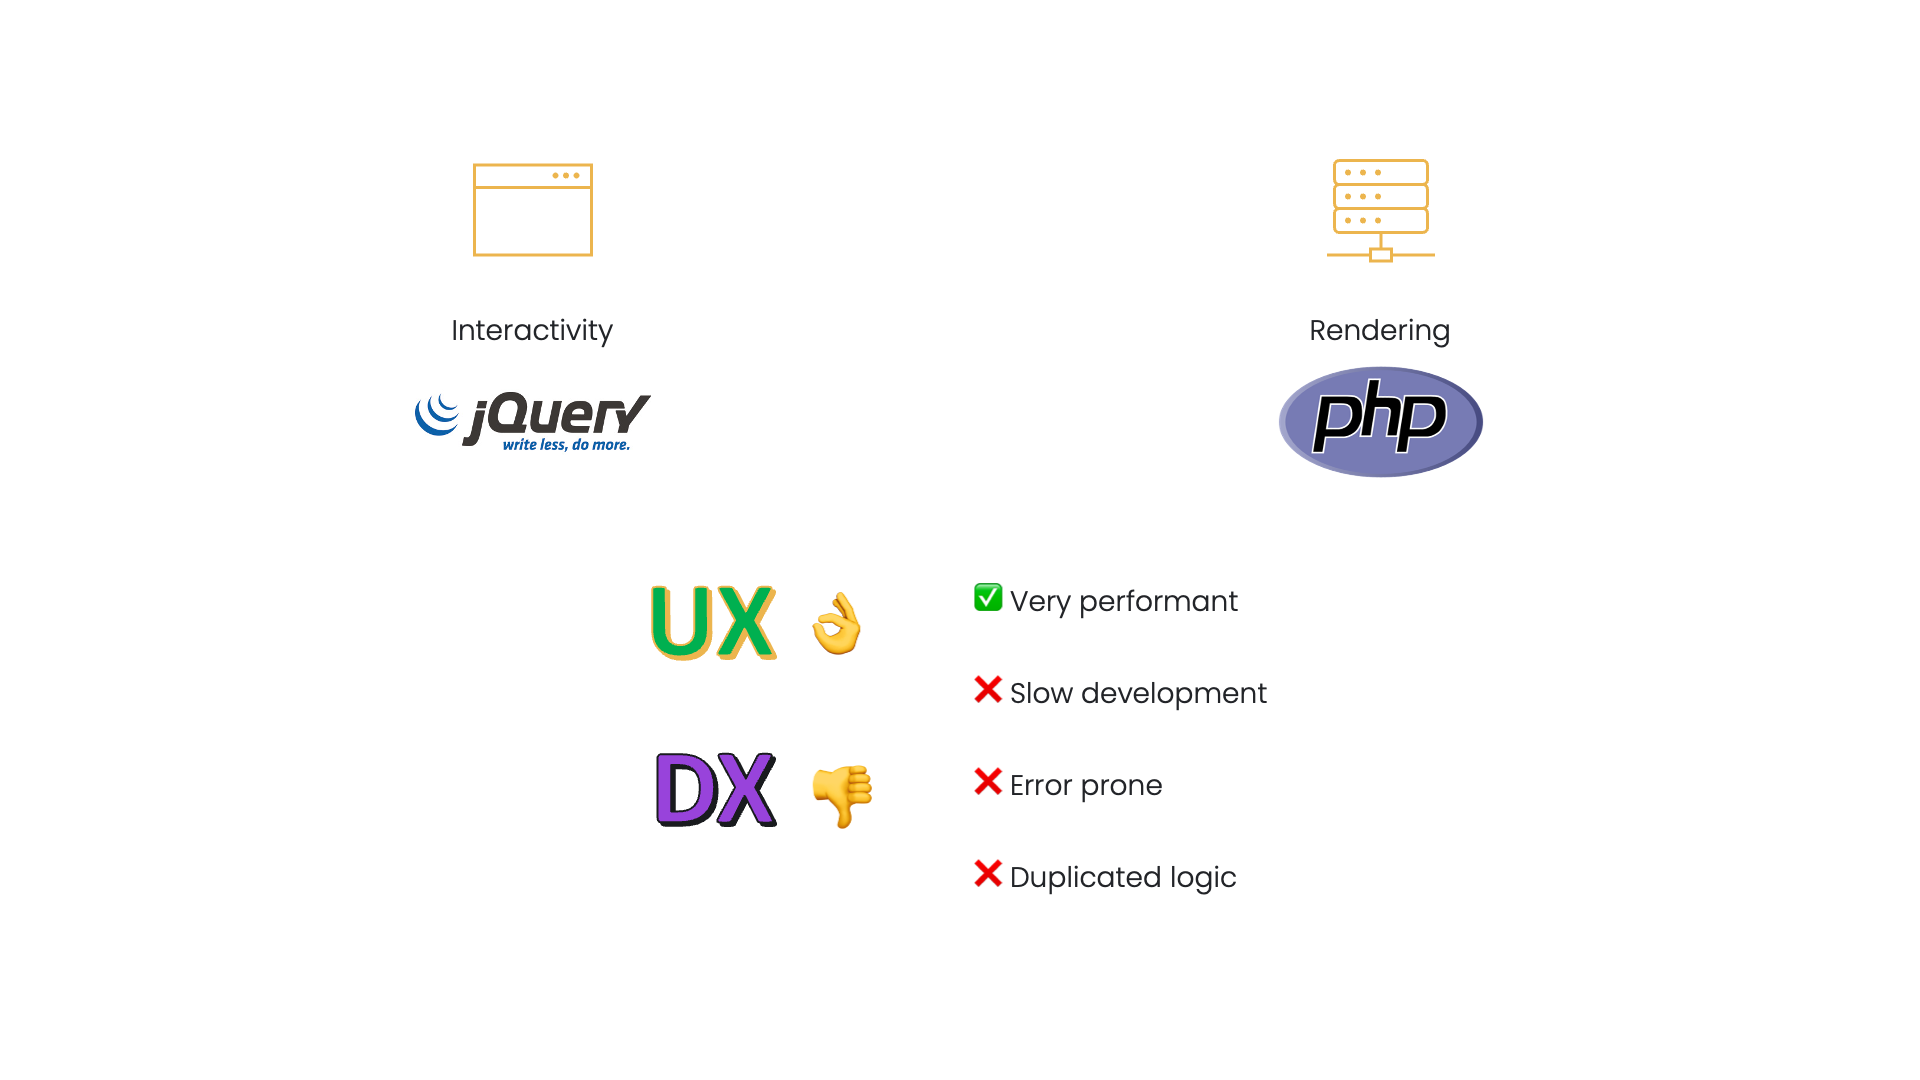 Interactivity
Rendering
jQuery
write less, do more.
php
UX
Very performant
Slow development
DX
Error prone
Duplicated logic